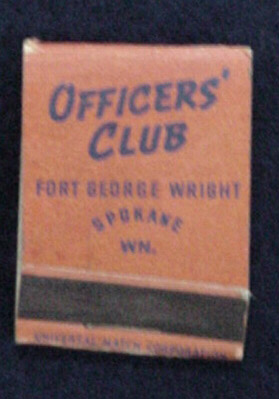 OFFICERS'
CLUB
FORT GEORGE WRIGHT
SPOKANE
WN.
UNIVERSAL MATCH CORPORATION